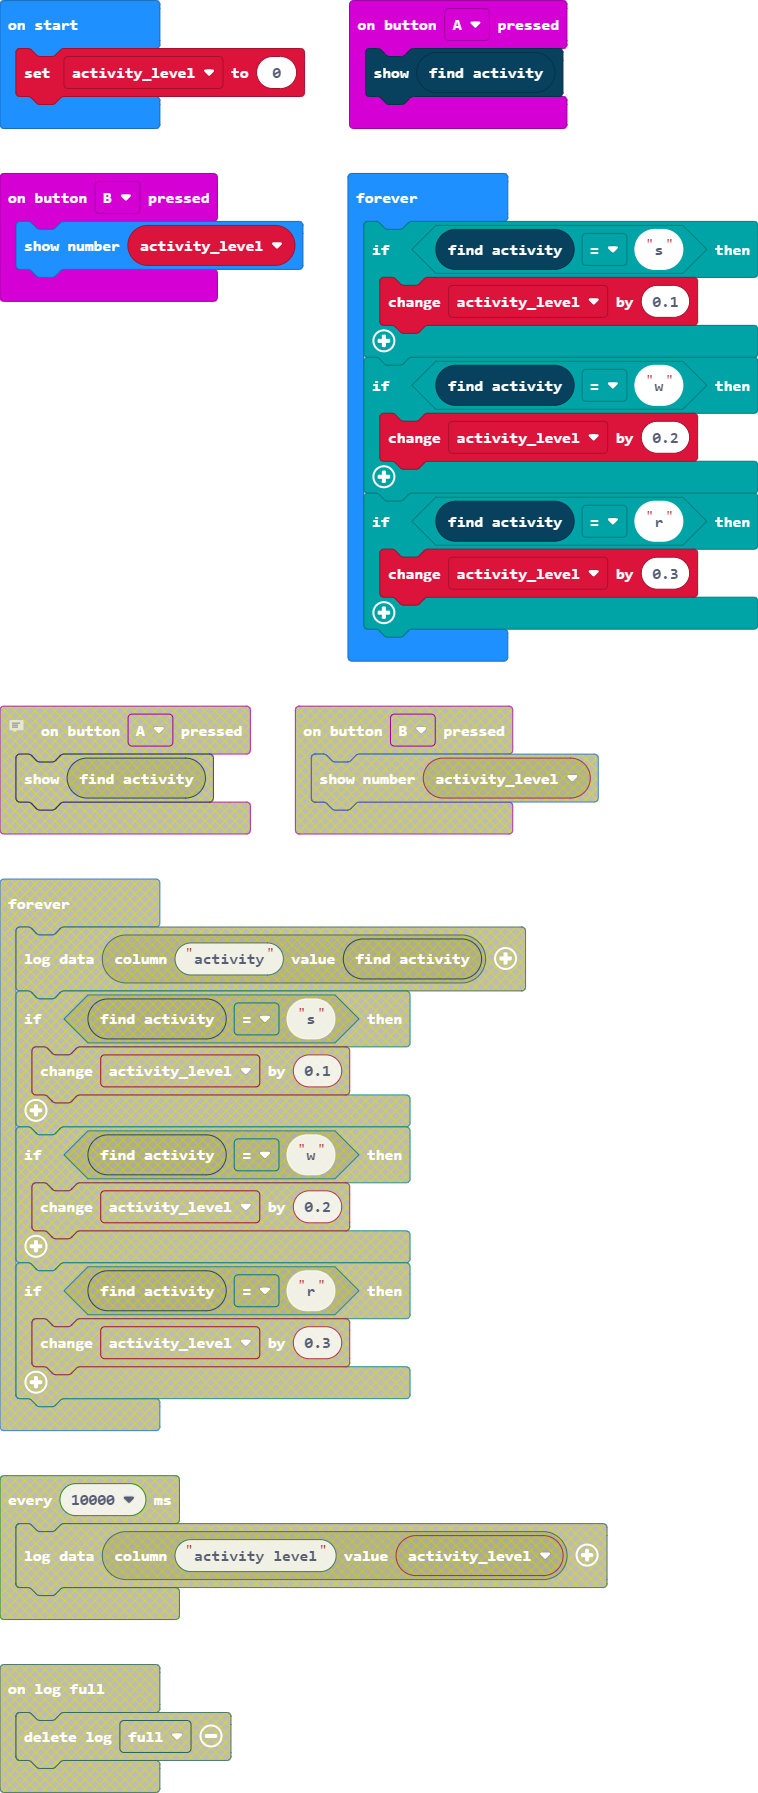 on start
set activity_level to 0
on button A pressed
show find activity
on button B pressed
show number activity_level
forever
if find activity = "s" then
change activity_level by 0.1
if find activity = "w" then
change activity_level by 0.2
if find activity = "r" then
change activity_level by 0.3
on button A pressed
show find activity
on button B pressed
show number activity_level
forever
log data column "activity" value find activity
if find activity = "s" then
change activity_level by 0.1
if find activity = "w" then
change activity_level by 0.2
if find activity = "r" then
change activity_level by 0.3
every 10000 ms
log data column "activity level" value activity_level
on log full
delete log full